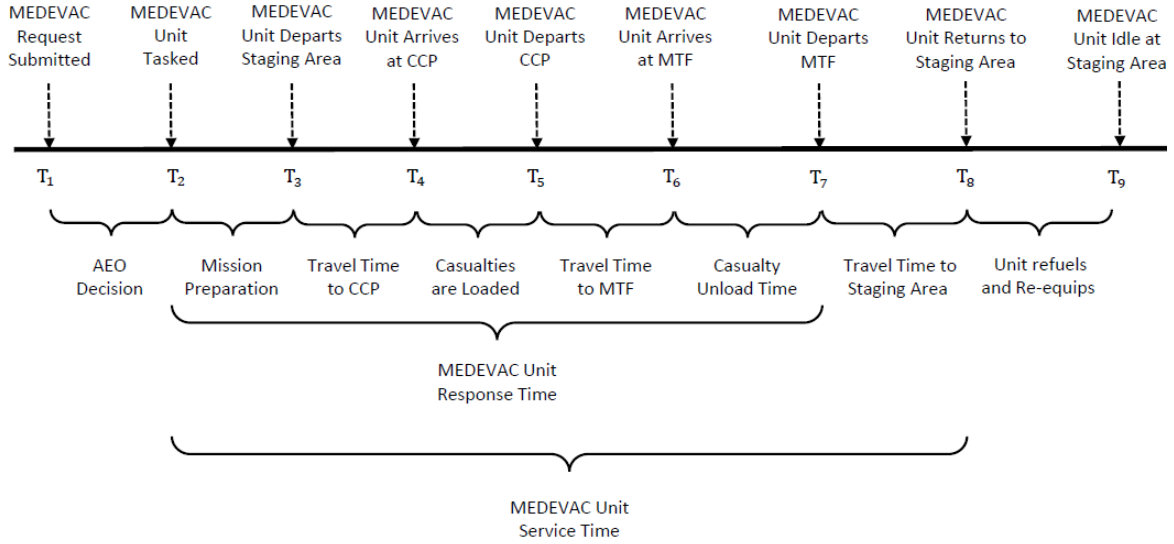 MEDEVAC
Request
Submitted
MEDEVAC
Unit
Tasked
MEDEVAC
Unit Departs
Staging Area
MEDEVAC
Unit Arrives
at CCP
MEDEVAC
Unit Departs
CCP
MEDEVAC
Unit Arrives
at MTF
MEDEVAC
Unit Departs
MTF
MEDEVAC
Unit Returns to
Staging Area
MEDEVAC
Unit Idle at
Staging Area
T₁
T₂
T₃
T₄
T₅
T₆
T₇
T₈
T₉
AEO
Decision
Mission
Preparation
Travel Time
to CCP
Casualties
are Loaded
Travel Time
to MTF
Casualty
Unload Time
Travel Time to
Staging Area
Unit refuels
and Re-equips
MEDEVAC Unit
Response Time
MEDEVAC Unit
Service Time